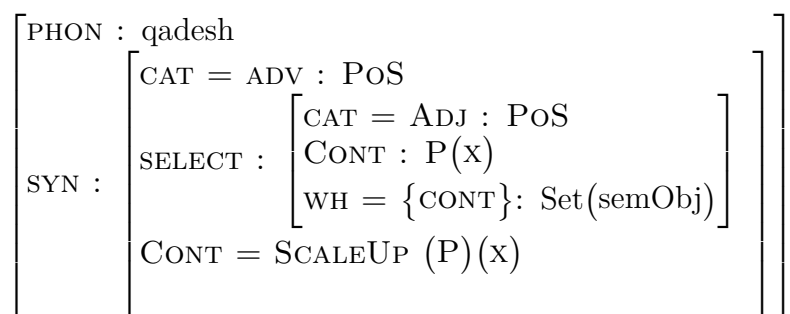 PHON : qadesh
CAT = ADV : POS
CAT = ADJ : POS
SELECT : CONT : P(X)
SYN : WH = {CONT}: Set(semObj)
CONT = SCALEUP (P)(X)